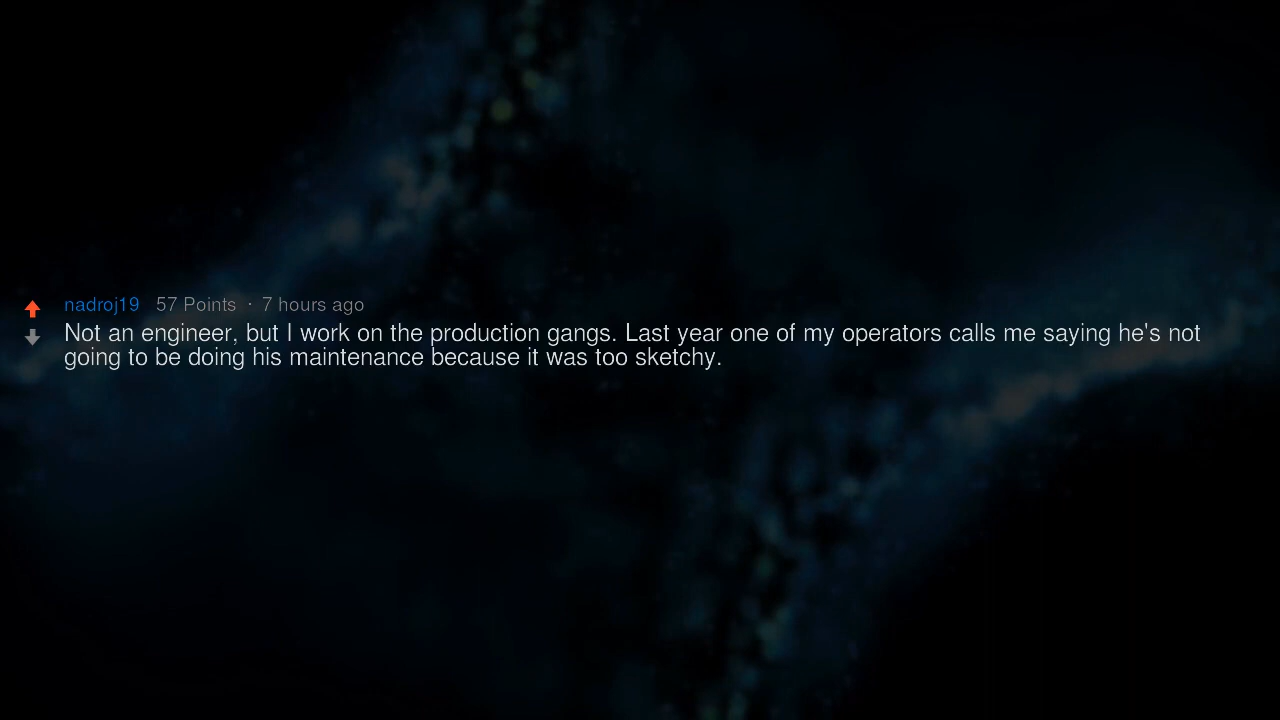 nadroj19 57 Points · 7 hours ago
Not an engineer, but I work on the production gangs. Last year one of my operators calls me saying he's not
going to be doing his maintenance because it was too sketchy.